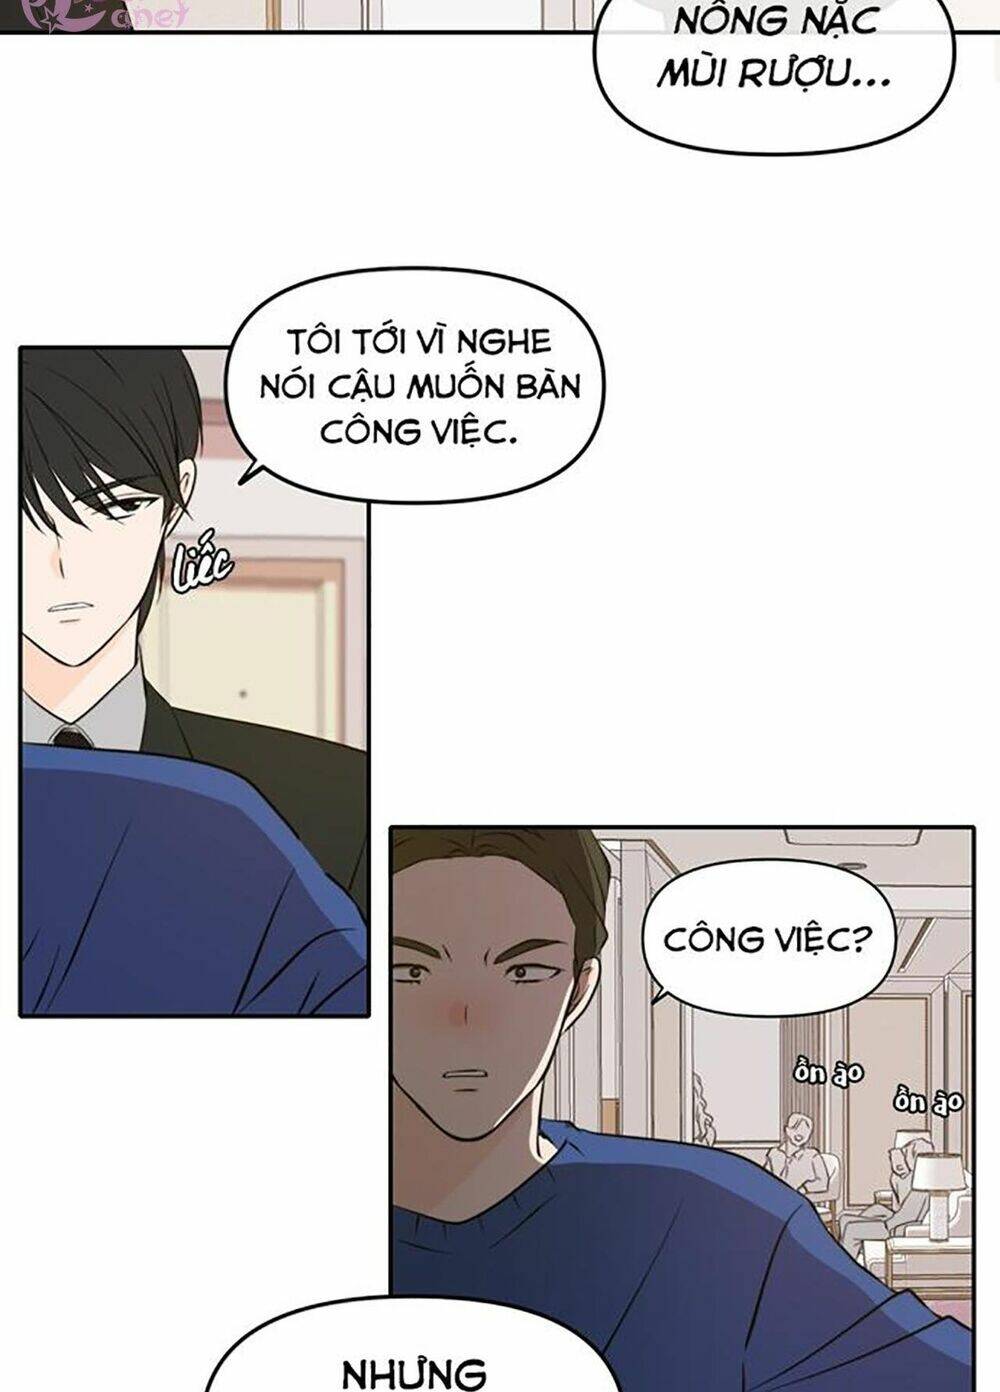 NỒNG NẶC
MÙI RƯỢU...
TÔI TỚI VÌ NGHE
NÓI CẬU MUỐN BÀN
CÔNG VIỆC.
liếc
CÔNG VIỆC?
ồn ào
ồn ào
NHƯNG